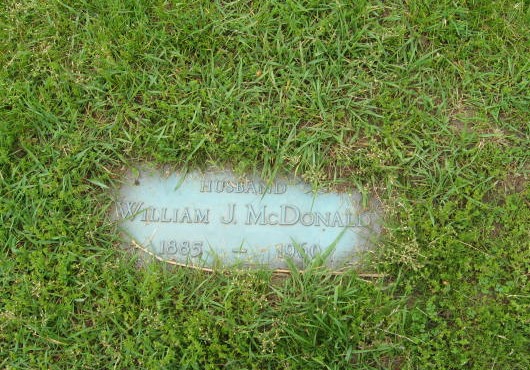 HUSBAND
WILLIAM J. McDONALD
1885 – 1950